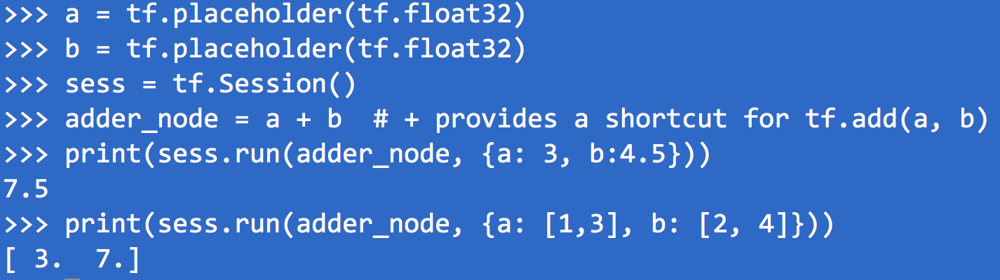 >>> a = tf.placeholder(tf.float32)
>>> b = tf.placeholder(tf.float32)
>>> sess = tf.Session()
>>> adder_node = a + b  # + provides a shortcut for tf.add(a, b)
>>> print(sess.run(adder_node, {a: 3, b:4.5}))
7.5
>>> print(sess.run(adder_node, {a: [1,3], b: [2, 4]}))
[ 3.  7.]